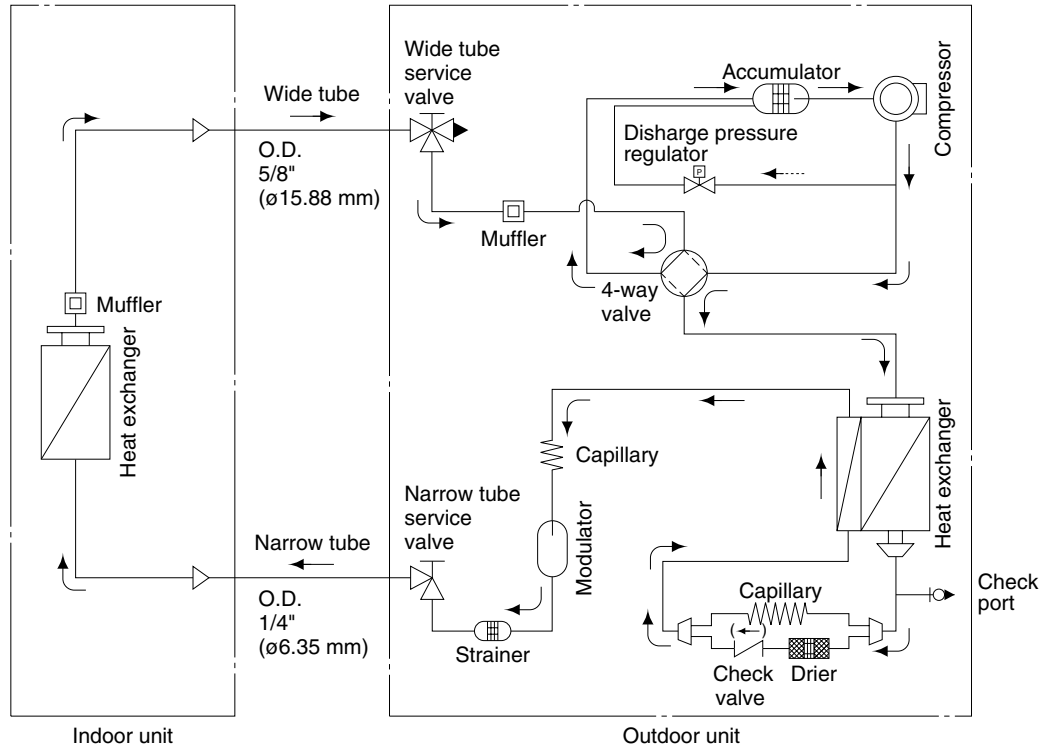 Wide tube
service
valve
Accumulator
Compressor
Wide tube
Disharge pressure
regulator
P
O.D.
5/8"
(ø15.88 mm)
Muffler
4-way
valve
Muffler
Heat exchanger
Capillary
Heat exchanger
Narrow tube
service
valve
Modulator
Narrow tube
Capillary
Check
port
O.D.
1/4"
(ø6.35 mm)
Strainer
Check
valve
Drier
Indoor unit
Outdoor unit